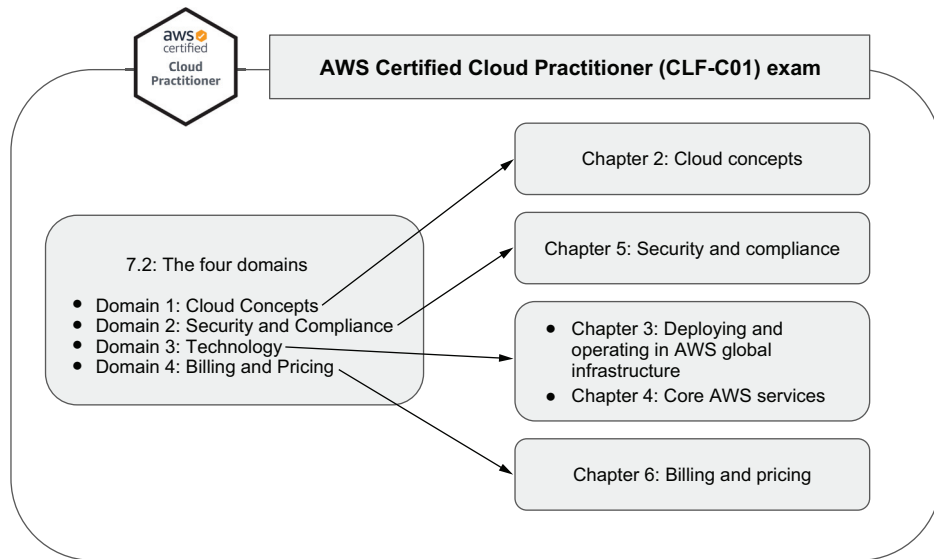 aws
certified
Cloud
Practitioner
AWS Certified Cloud Practitioner (CLF-C01) exam
7.2: The four domains
• Domain 1: Cloud Concepts
• Domain 2: Security and Compliance
• Domain 3: Technology
• Domain 4: Billing and Pricing
Chapter 2: Cloud concepts
Chapter 5: Security and compliance
• Chapter 3: Deploying and
operating in AWS global
infrastructure
• Chapter 4: Core AWS services
Chapter 6: Billing and pricing